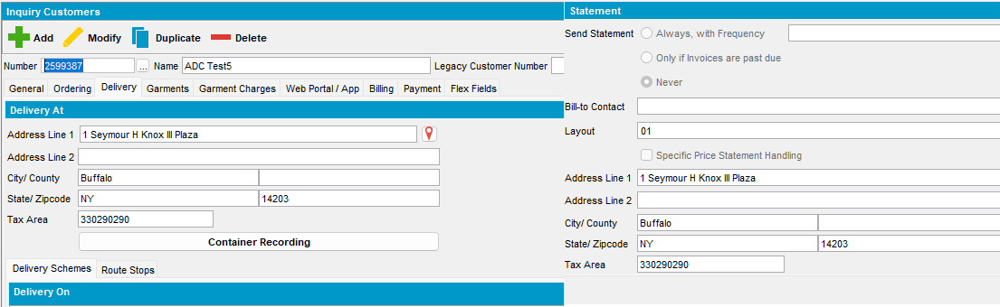 Inquiry Customers
Add Modify Duplicate Delete
Number 2599387 ... Name ADC Test5 Legacy Customer Number
General Ordering Delivery Garments Garment Charges Web Portal / App Billing Payment Flex Fields
Delivery At
Address Line 1 1 Seymour H Knox III Plaza
Address Line 2
City/ County Buffalo
State/ Zipcode NY 14203
Tax Area 330290290
Container Recording
Delivery Schemes Route Stops
Delivery On
Statement
Send Statement Always, with Frequency
Only if Invoices are past due
Never
Bill-to Contact
Layout 01
Specific Price Statement Handling
Address Line 1 1 Seymour H Knox III Plaza
Address Line 2
City/ County Buffalo
State/ Zipcode NY 14203
Tax Area 330290290